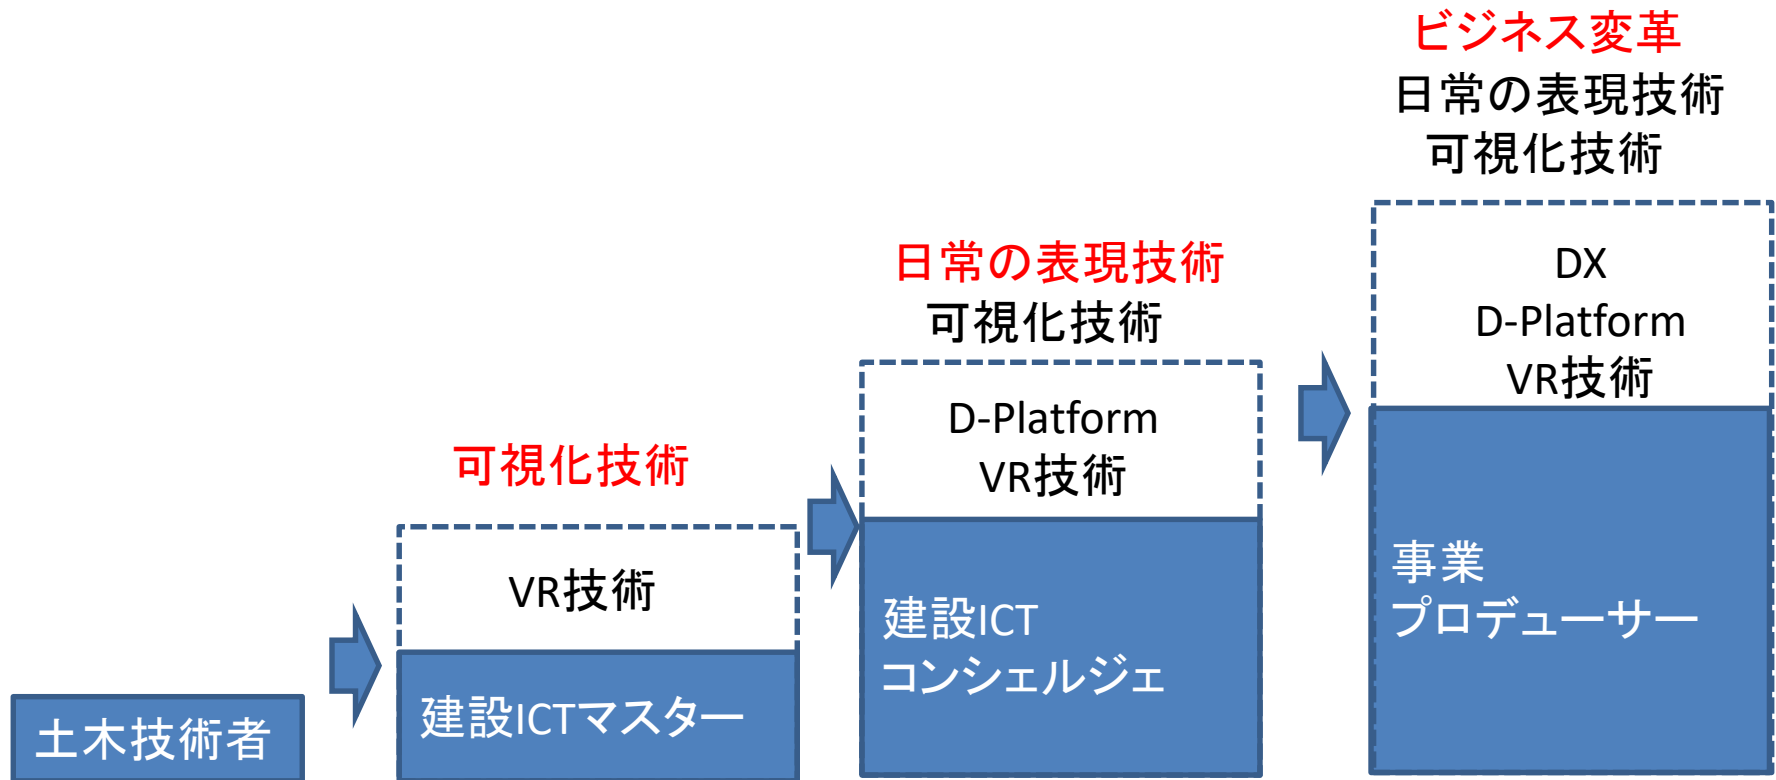 土木技術者
可視化技術
VR技術
建設ICTマスター
日常の表現技術
可視化技術
D-Platform
VR技術
建設ICT
コンシェルジェ
ビジネス変革
日常の表現技術
可視化技術
DX
D-Platform
VR技術
事業
プロデューサー